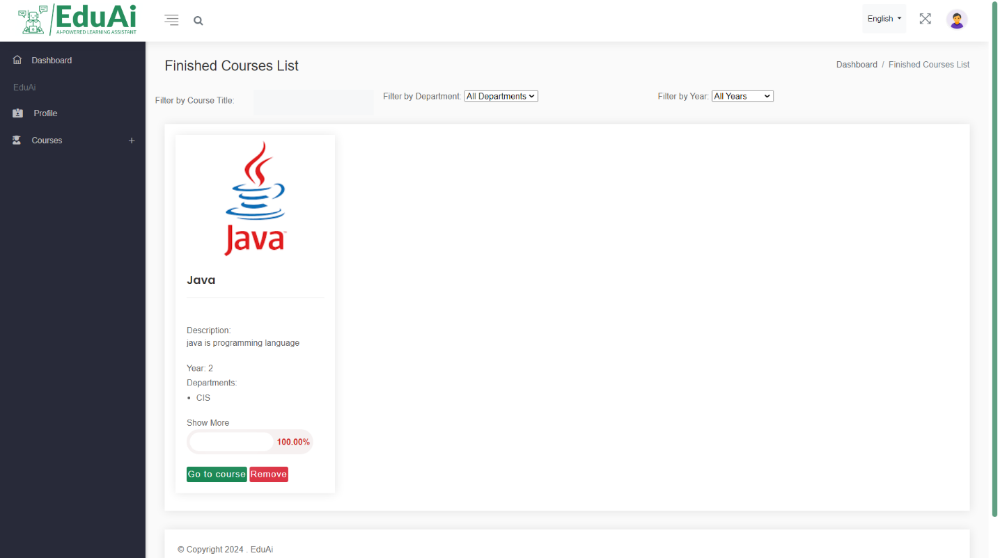 EduAi
AI-POWERED LEARNING ASSISTANT
English
Dashboard
EduAi
Profile
Courses
Finished Courses List
Dashboard / Finished Courses List
Filter by Course Title:
Filter by Department: All Departments
Filter by Year: All Years
Java™
Java
Description:
java is programming language
Year: 2
Departments:
• CIS
Show More
100.00%
Go to course Remove
© Copyright 2024 . EduAi